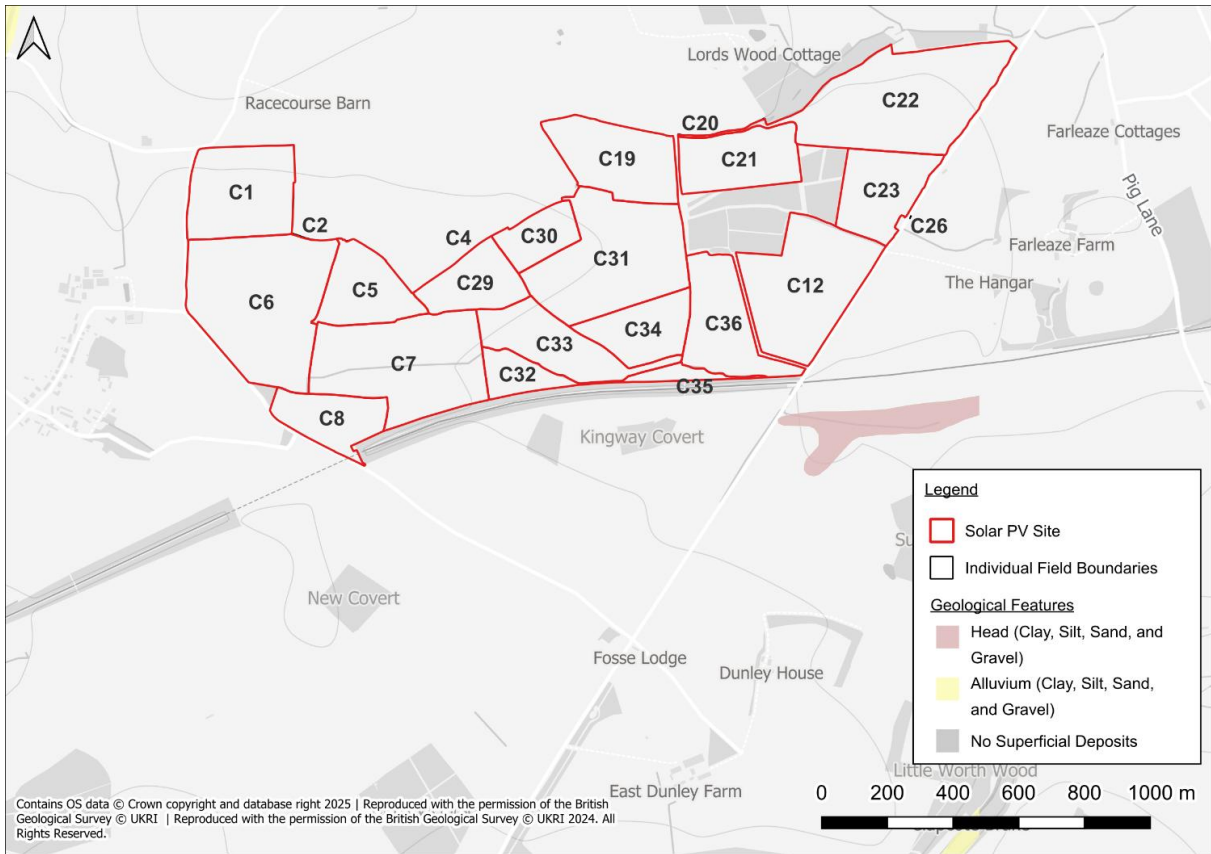 Lords Wood Cottage
Racecourse Barn
C22
C20
Farleaze Cottages
C19
C21
C1
C23
Pig Lane
C2
C26
C4
C30
Farleaze Farm
C31
The Hangar
C29
C12
C5
C6
C34
C36
C33
C7
C32
C35
C8
Kingway Covert
New Covert
Fosse Lodge
Dunley House
East Dunley Farm
Little Worth Wood
Legend
Solar PV Site
Individual Field Boundaries
Geological Features
Head (Clay, Silt, Sand, and
Gravel)
Alluvium (Clay, Silt, Sand,
and Gravel)
No Superficial Deposits
0 200 400 600 800 1000 m
Contains OS data © Crown copyright and database right 2025 | Reproduced with the permission of the British
Geological Survey © UKRI | Reproduced with the permission of the British Geological Survey © UKRI 2024. All
Rights Reserved.